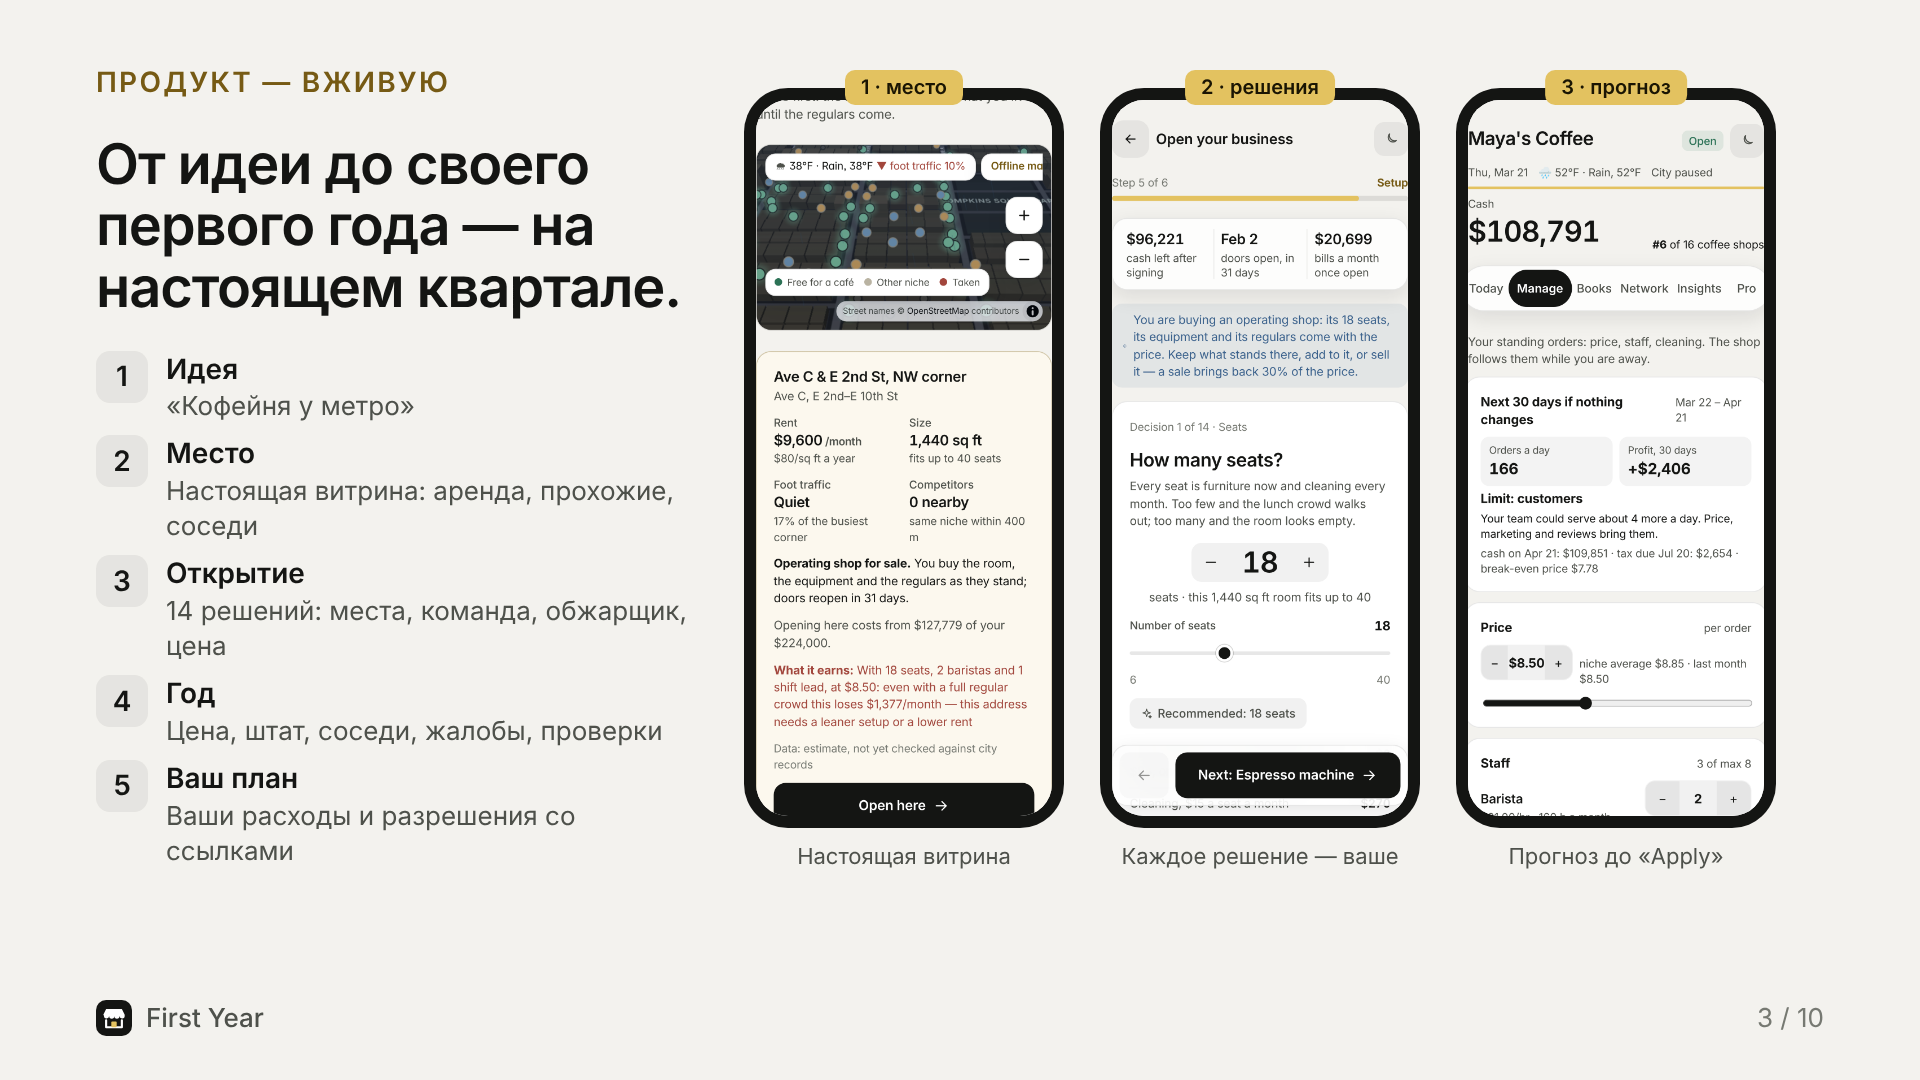 ПРОДУКТ — ВЖИВУЮ
От идеи до своего
первого года — на
настоящем квартале.
1
Идея
«Кофейня у метро»
2
Место
Настоящая витрина: аренда, прохожие,
соседи
3
Открытие
14 решений: места, команда, обжарщик,
цена
4
Год
Цена, штат, соседи, жалобы, проверки
5
Ваш план
Ваши расходы и разрешения со
ссылками
1 · место
until the regulars come.
38°F · Rain, 38°F ▼ foot traffic 10%
Offline ma
+
−
Free for a café
Other niche
Taken
Street names © OpenStreetMap contributors
Ave C & E 2nd St, NW corner
Ave C, E 2nd–E 10th St
Rent
Size
$9,600 /month
1,440 sq ft
$80/sq ft a year
fits up to 40 seats
Foot traffic
Competitors
Quiet
0 nearby
17% of the busiest
corner
same niche within 400
m
Operating shop for sale. You buy the room,
the equipment and the regulars as they stand;
doors reopen in 31 days.
Opening here costs from $127,779 of your
$224,000.
What it earns: With 18 seats, 2 baristas and 1
shift lead, at $8.50: even with a full regular
crowd this loses $1,377/month — this address
needs a leaner setup or a lower rent
Data: estimate, not yet checked against city
records
Open here →
Настоящая витрина
2 · решения
← Open your business
Step 5 of 6
Setup
$96,221
cash left after
signing
Feb 2
doors open, in
31 days
$20,699
bills a month
once open
You are buying an operating shop: its 18 seats,
its equipment and its regulars come with the
price. Keep what stands there, add to it, or sell
it — a sale brings back 30% of the price.
Decision 1 of 14 · Seats
How many seats?
Every seat is furniture now and cleaning every
month. Too few and the lunch crowd walks
out; too many and the room looks empty.
− 18 +
seats · this 1,440 sq ft room fits up to 40
Number of seats
18
6
40
Recommended: 18 seats
←
Next: Espresso machine →
Каждое решение — ваше
3 · прогноз
Maya's Coffee
Open
Thu, Mar 21
52°F · Rain, 52°F
City paused
Cash
$108,791
#6 of 16 coffee shops
Today
Manage
Books
Network
Insights
Pro
Your standing orders: price, staff, cleaning. The shop
follows them while you are away.
Next 30 days if nothing
changes
Mar 22 – Apr
21
Orders a day
166
Profit, 30 days
+$2,406
Limit: customers
Your team could serve about 4 more a day. Price,
marketing and reviews bring them.
cash on Apr 21: $109,851 · tax due Jul 20: $2,654 ·
break-even price $7.78
Price
per order
− $8.50 +
niche average $8.85 · last month
$8.50
Staff
3 of max 8
Barista
− 2 +
Прогноз до «Apply»
First Year
3 / 10